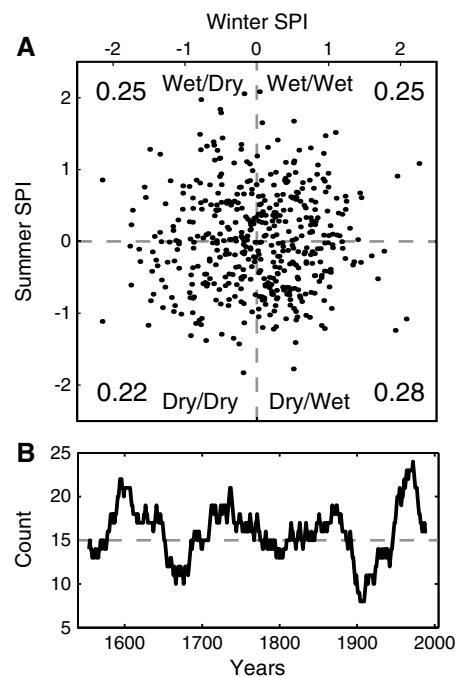 Winter SPI
A
-2 -1 0 1 2
0.25 Wet/Dry Wet/Wet 0.25
2
1
Summer SPI
0
-1
-2
0.22 Dry/Dry Dry/Wet 0.28
B
25
20
Count
15
10
5
1600 1700 1800 1900 2000
Years